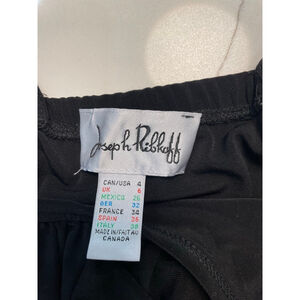 Joseph Ribkoff
CAN/USA 4
UK 6
MEXICO 26
GER 32
FRANCE 34
SPAIN 36
ITALY 38
MADE IN/FAIT AU
CANADA